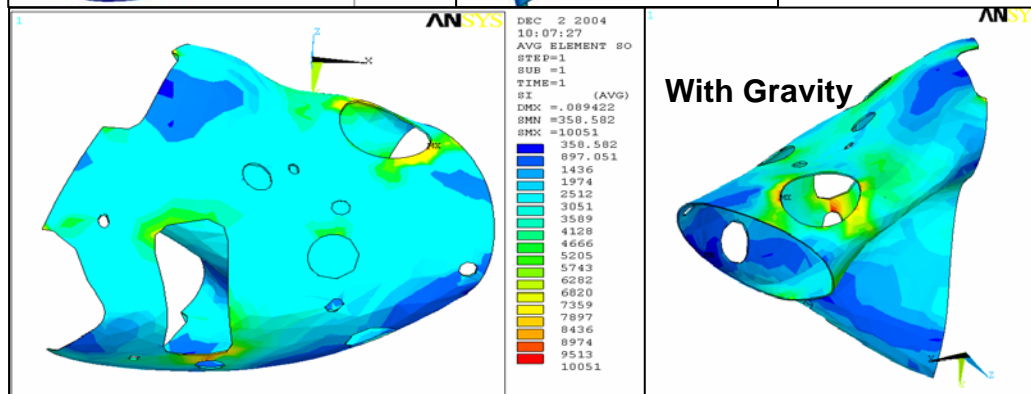 1
ANSYS
DEC 2 2004
10:07:27
AVG ELEMENT SO
STEP=1
SUB =1
TIME=1
SI (AVG)
DMX =.089422
SMN =358.582
SMX =10051
358.582
897.051
1436
1974
2512
3051
3589
4128
4666
5205
5743
6282
6820
7359
7897
8436
8974
9513
10051
Z
X
MX
1
ANSYS
With Gravity
MX
X
Z